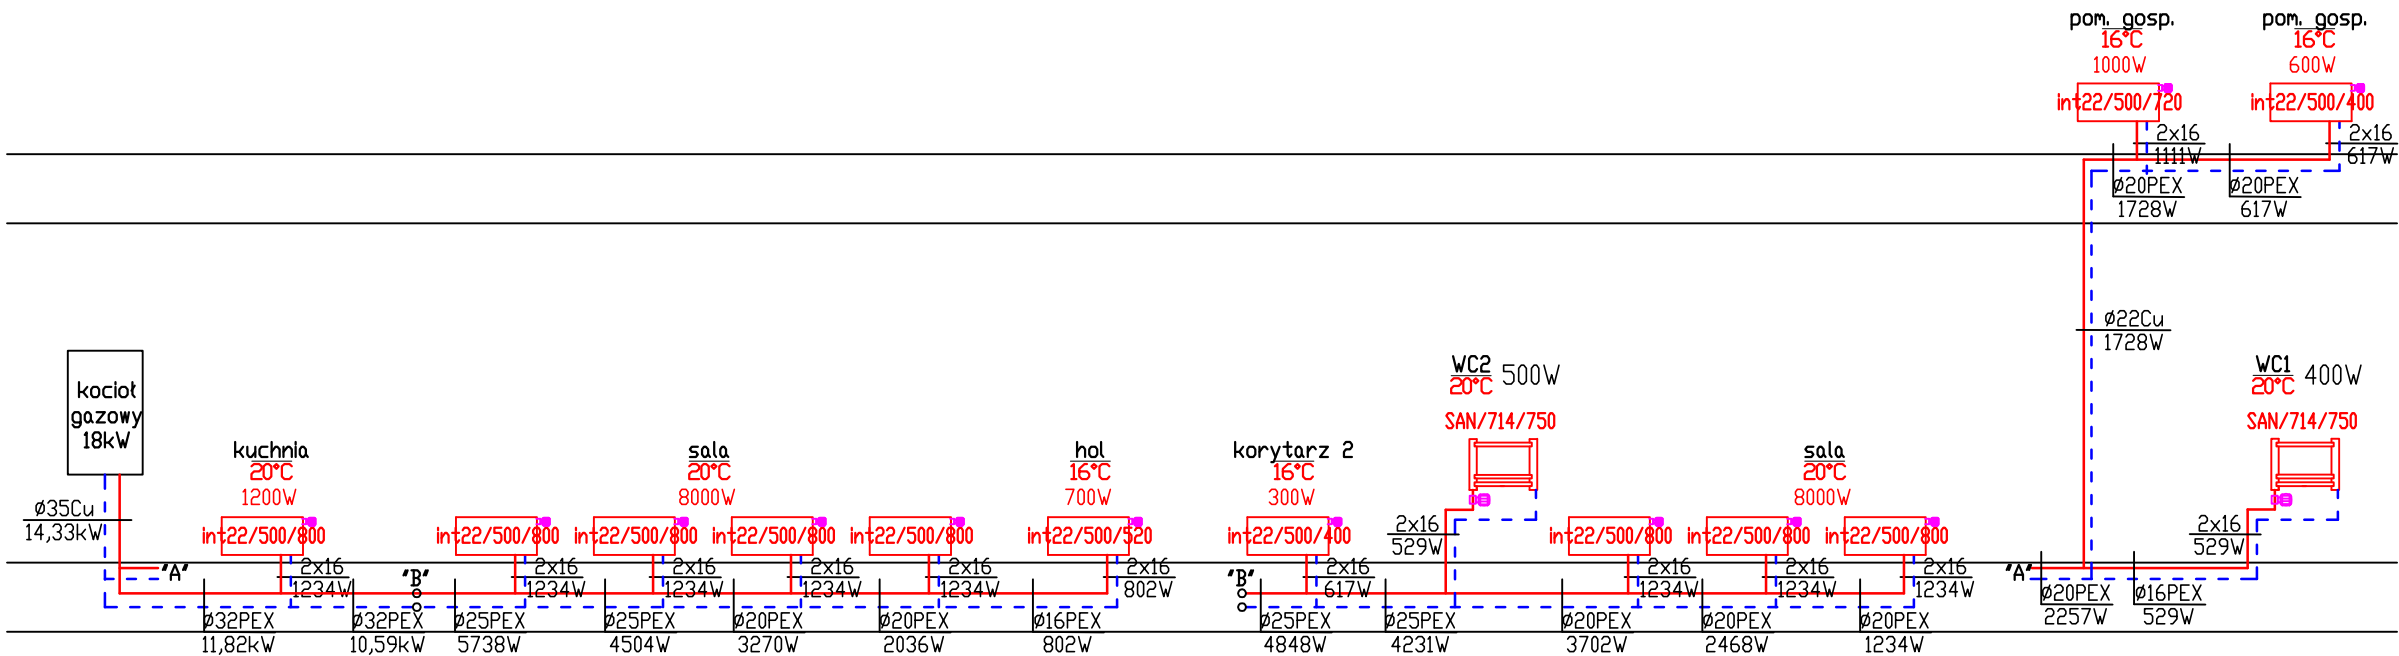 pom. gosp.
16°C
1000W
int22/500/720
2x16
1111W
Ø20PEX
1728W
pom. gosp.
16°C
600W
int22/500/400
2x16
617W
Ø20PEX
617W
Ø22Cu
1728W
kocioł
gazowy
18kW
Ø35Cu
14,33kW
"A"
kuchnia
20°C
1200W
int22/500/800
2x16
1234W
Ø32PEX
11,82kW
"B"
Ø32PEX
10,59kW
sala
20°C
8000W
int22/500/800
2x16
1234W
Ø25PEX
5738W
int22/500/800
2x16
1234W
Ø25PEX
4504W
int22/500/800
2x16
1234W
Ø20PEX
3270W
int22/500/800
2x16
1234W
Ø20PEX
2036W
hol
16°C
700W
int22/500/520
2x16
802W
Ø16PEX
802W
korytarz 2
16°C
300W
int22/500/400
"B"
2x16
617W
Ø25PEX
4848W
WC2 500W
20°C
SAN/714/750
2x16
529W
Ø25PEX
4231W
sala
20°C
8000W
int22/500/800
2x16
1234W
Ø20PEX
3702W
int22/500/800
2x16
1234W
Ø20PEX
2468W
int22/500/800
2x16
1234W
Ø20PEX
1234W
WC1 400W
20°C
SAN/714/750
2x16
529W
"A"
Ø20PEX
2257W
Ø16PEX
529W